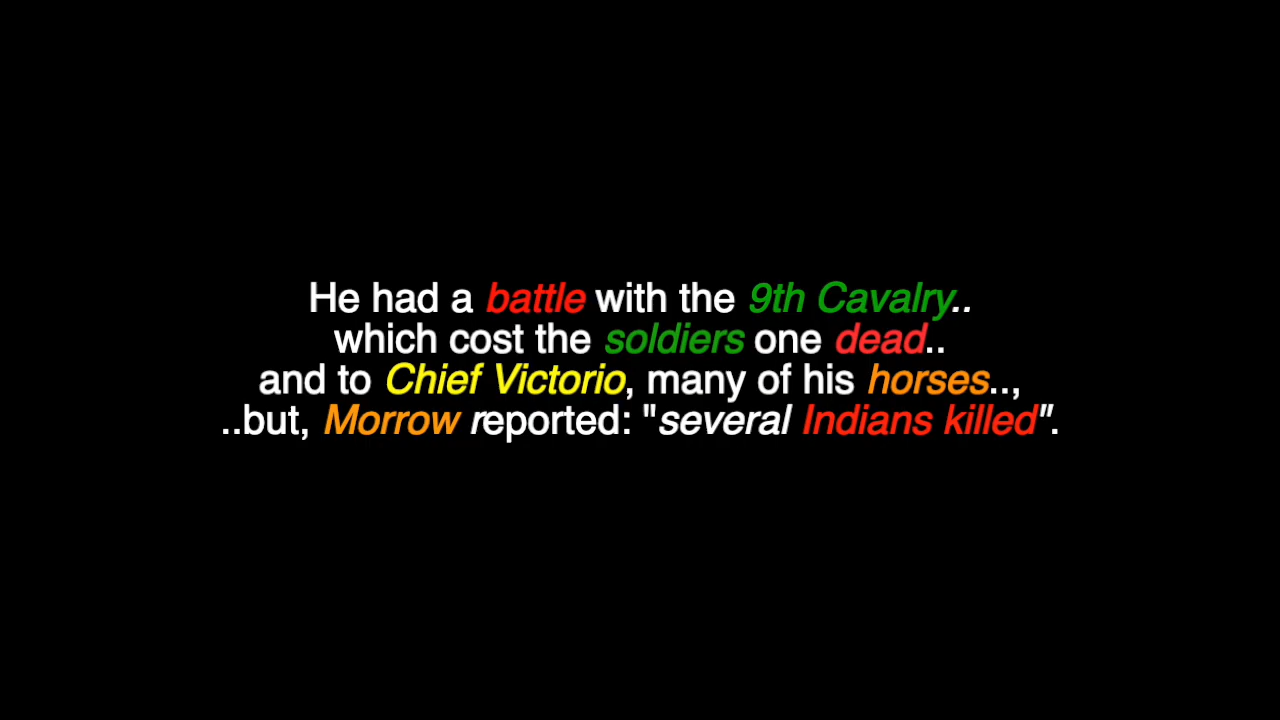 He had a battle with the 9th Cavalry..
which cost the soldiers one dead..
and to Chief Victorio, many of his horses..,
..but, Morrow reported: "several Indians killed".